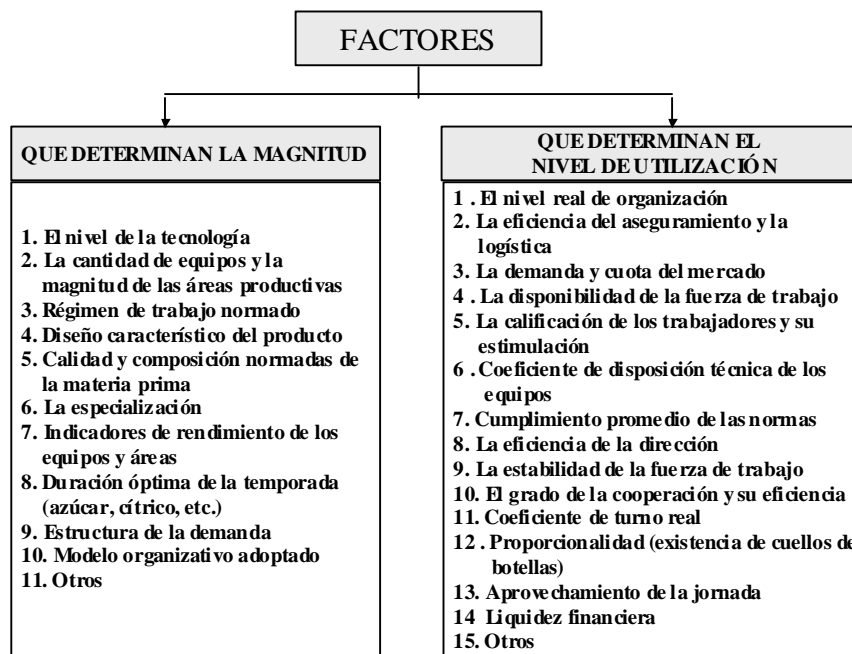 FACTORES
QUE DETERMINAN LA MAGNITUD
1. El nivel de la tecnología
2. La cantidad de equipos y la
magnitud de las áreas productivas
3. Régimen de trabajo normado
4. Diseño característico del producto
5. Calidad y composición normadas de
la materia prima
6. La especialización
7. Indicadores de rendimiento de los
equipos y áreas
8. Duración óptima de la temporada
(azúcar, cítrico, etc.)
9. Estructura de la demanda
10. Modelo organizativo adoptado
11. Otros
QUE DETERMINAN EL
NIVEL DE UTILIZACIÓN
1 . El nivel real de organización
2. La eficiencia del aseguramiento y la
logística
3. La demanda y cuota del mercado
4 . La disponibilidad de la fuerza de trabajo
5. La calificación de los trabajadores y su
estimulación
6 . Coeficiente de disposición técnica de los
equipos
7. Cumplimiento promedio de las normas
8. La eficiencia de la dirección
9. La estabilidad de la fuerza de trabajo
10. El grado de la cooperación y su eficiencia
11. Coeficiente de turno real
12 . Proporcionalidad (existencia de cuellos de
botellas)
13. Aprovechamiento de la jornada
14 Liquidez financiera
15. Otros